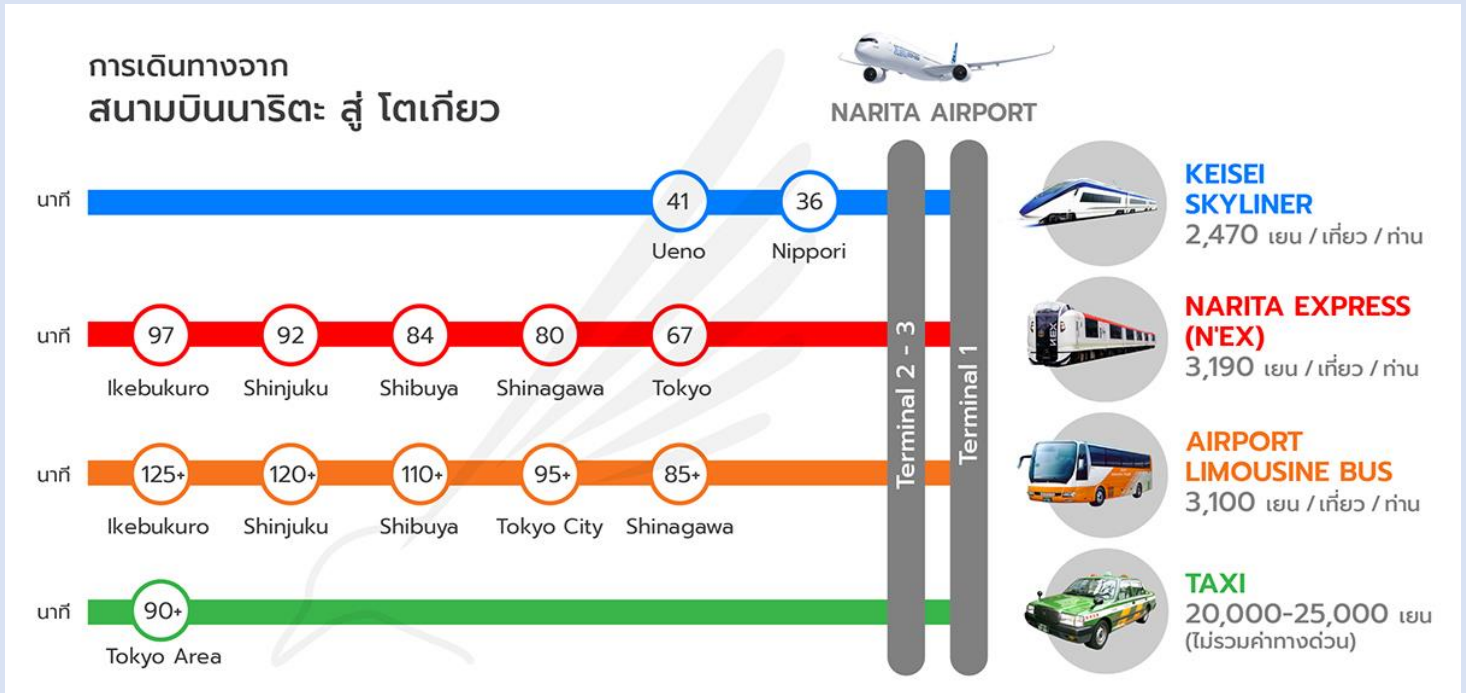 การเดินทางจาก
สนามบินนาริตะ สู่ โตเกียว
NARITA AIRPORT
Terminal 2 - 3
Terminal 1
นาที
41
36
Ueno
Nippori
KEISEI
SKYLINER
2,470 เยน / เที่ยว / ท่าน
นาที
97
92
84
80
67
Ikebukuro
Shinjuku
Shibuya
Shinagawa
Tokyo
NARITA EXPRESS
(N'EX)
3,190 เยน / เที่ยว / ท่าน
นาที
125+
120+
110+
95+
85+
Ikebukuro
Shinjuku
Shibuya
Tokyo City
Shinagawa
AIRPORT
LIMOUSINE BUS
3,100 เยน / เที่ยว / ท่าน
นาที
90+
Tokyo Area
TAXI
20,000-25,000 เยน
(ไม่รวมค่าทางด่วน)